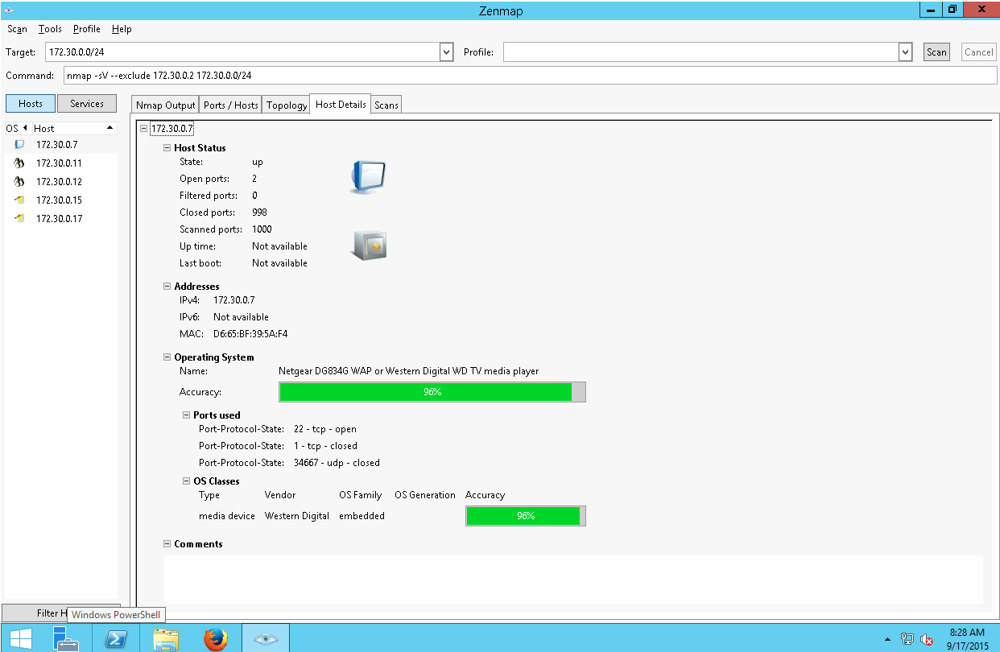 Zenmap
Scan Tools Profile Help
Target: 172.30.0.0/24 Profile: Scan Cancel
Command: nmap -sV --exclude 172.30.0.2 172.30.0.0/24
Hosts Services
Nmap Output Ports / Hosts Topology Host Details Scans
OS Host
172.30.0.7
172.30.0.11
172.30.0.12
172.30.0.15
172.30.0.17
172.30.0.7
Host Status
State: up
Open ports: 2
Filtered ports: 0
Closed ports: 998
Scanned ports: 1000
Up time: Not available
Last boot: Not available
Addresses
IPv4: 172.30.0.7
IPv6: Not available
MAC: D6:65:BF:39:5A:F4
Operating System
Name: Netgear DG834G WAP or Western Digital WD TV media player
Accuracy: 96%
Ports used
Port-Protocol-State: 22 - tcp - open
Port-Protocol-State: 1 - tcp - closed
Port-Protocol-State: 34667 - udp - closed
OS Classes
Type Vendor OS Family OS Generation Accuracy
media device Western Digital embedded 96%
Comments
Filter H
Windows PowerShell
8:28 AM
9/17/2015